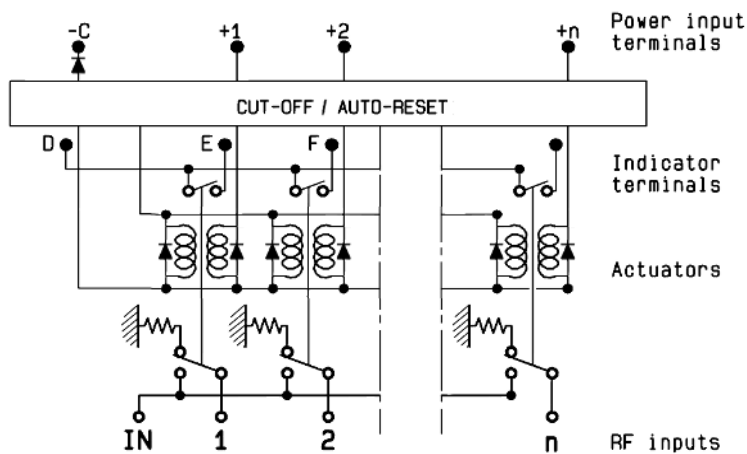 -C +1 +2 +n Power input
terminals
CUT-OFF / AUTO-RESET
D E F Indicator
terminals
Actuators
IN 1 2 n RF inputs